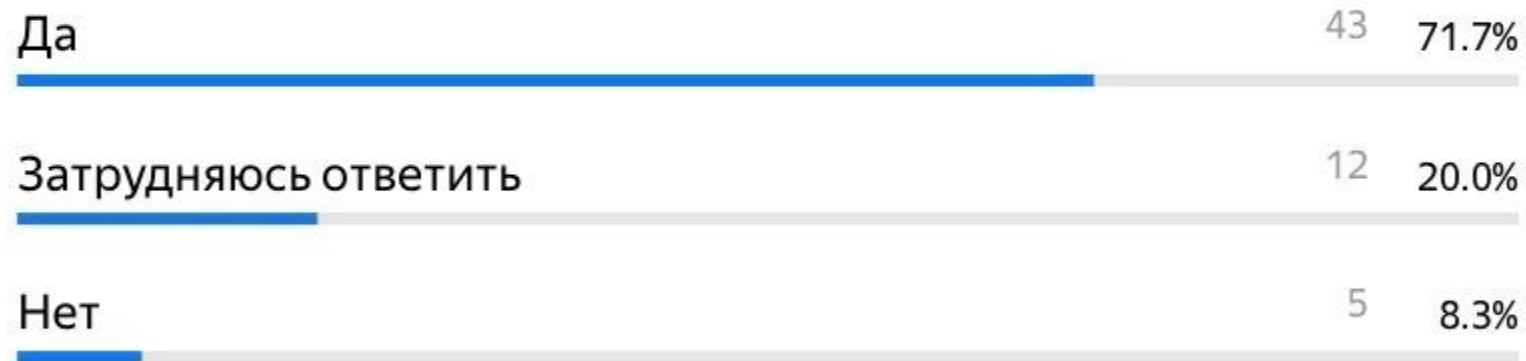 Да 43 71.7%
Затрудняюсь ответить 12 20.0%
Нет 5 8.3%